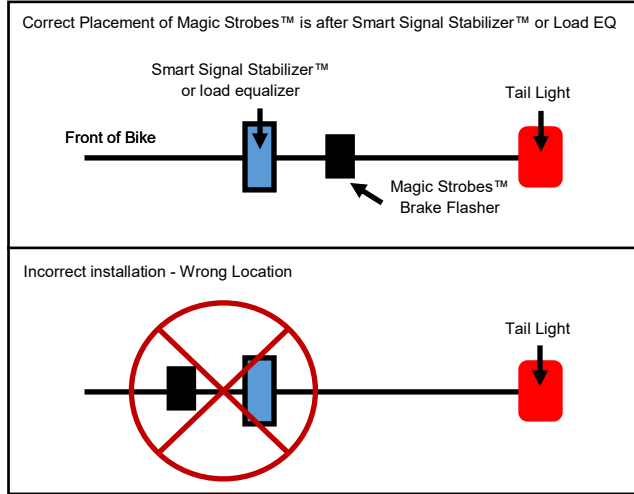 Correct Placement of Magic Strobes™ is after Smart Signal Stabilizer™ or Load EQ
Smart Signal Stabilizer™
or load equalizer
Tail Light
Front of Bike
Magic Strobes™
Brake Flasher
Incorrect installation - Wrong Location
Tail Light